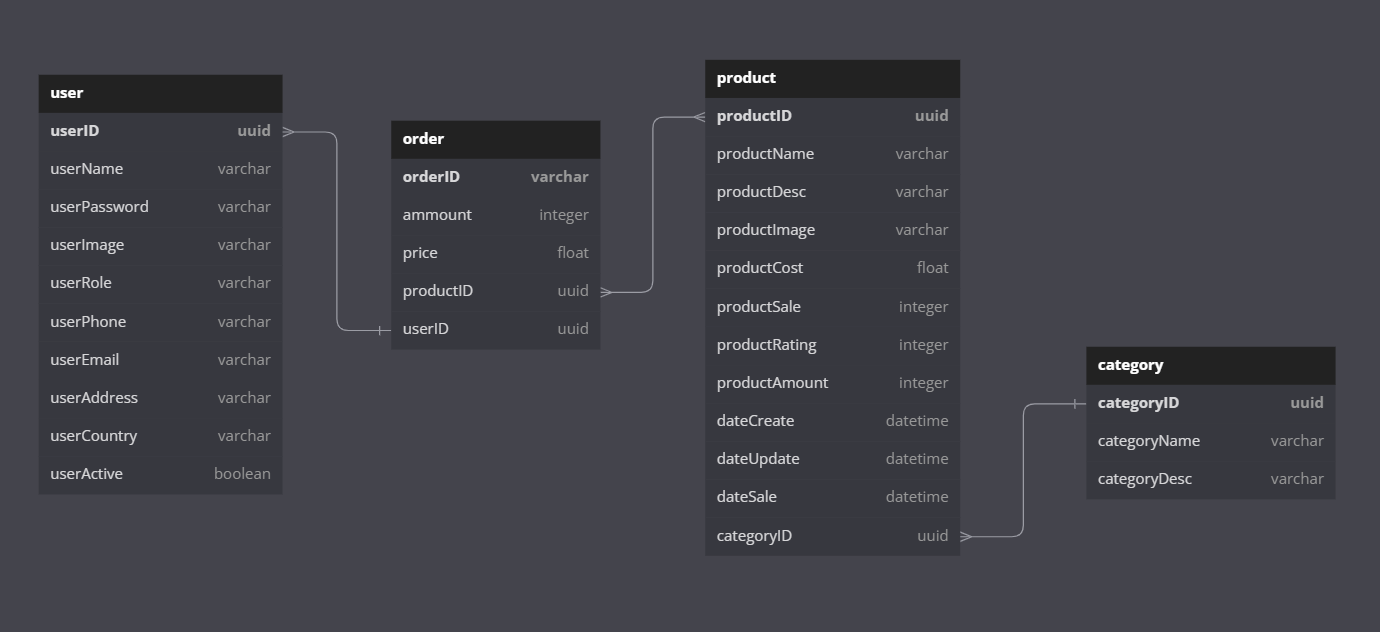 user
userID uuid
userName varchar
userPassword varchar
userImage varchar
userRole varchar
userPhone varchar
userEmail varchar
userAddress varchar
userCountry varchar
userActive boolean
order
orderID varchar
ammount integer
price float
productID uuid
userID uuid
product
productID uuid
productName varchar
productDesc varchar
productImage varchar
productCost float
productSale integer
productRating integer
productAmount integer
dateCreate datetime
dateUpdate datetime
dateSale datetime
categoryID uuid
category
categoryID uuid
categoryName varchar
categoryDesc varchar